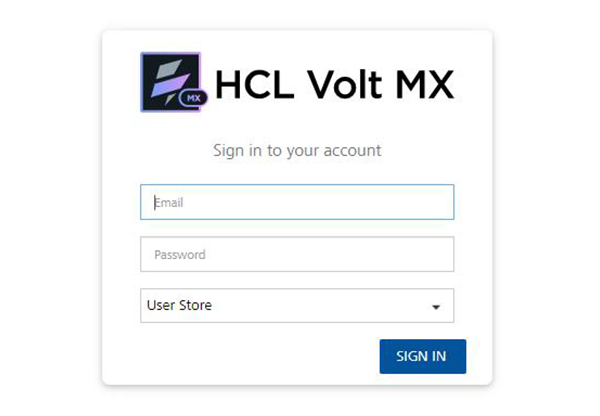 MX
HCL Volt MX
Sign in to your account
Email
Password
User Store
SIGN IN